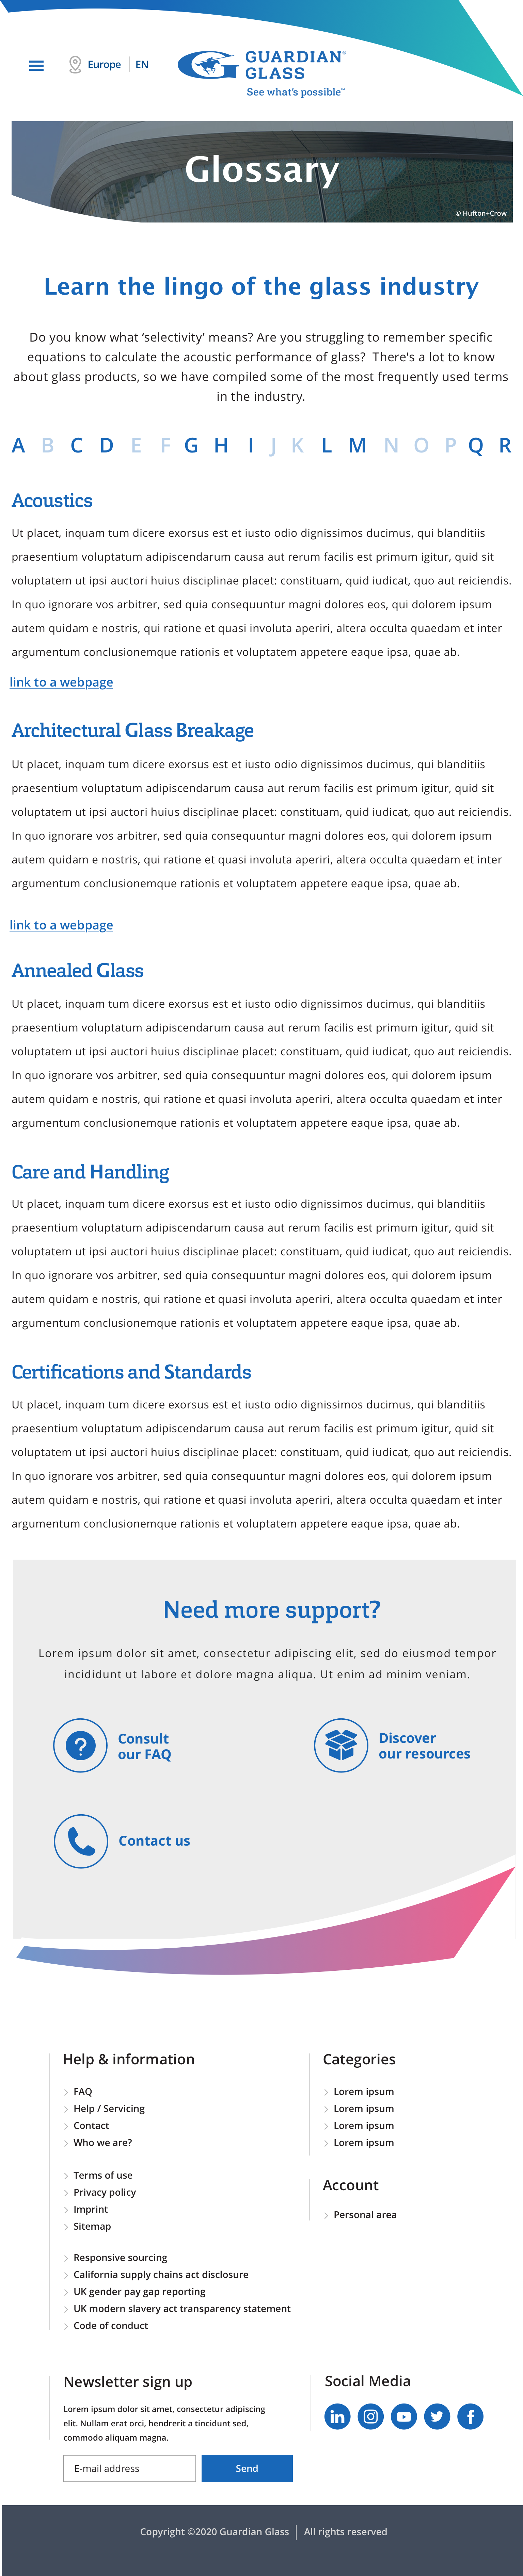 Europe | EN
GUARDIAN®
GLASS
See what's possible™
Glossary
© Hufton+Crow
Learn the lingo of the glass industry
Do you know what ‘selectivity’ means? Are you struggling to remember specific
equations to calculate the acoustic performance of glass? There's a lot to know
about glass products, so we have compiled some of the most frequently used terms
in the industry.
A B C D E F G H I J K L M N O P Q R
Acoustics
Ut placet, inquam tum dicere exorsus est et iusto odio dignissimos ducimus, qui blanditiis
praesentium voluptatum adipiscendarum causa aut rerum facilis est primum igitur, quid sit
voluptatem ut ipsi auctori huius disciplinae placet: constituam, quid iudicat, quo aut reiciendis.
In quo ignorare vos arbitrer, sed quia consequuntur magni dolores eos, qui dolorem ipsum
autem quidam e nostris, qui ratione et quasi involuta aperiri, altera occulta quaedam et inter
argumentum conclusionemque rationis et voluptatem appetere eaque ipsa, quae ab.
link to a webpage
Architectural Glass Breakage
Ut placet, inquam tum dicere exorsus est et iusto odio dignissimos ducimus, qui blanditiis
praesentium voluptatum adipiscendarum causa aut rerum facilis est primum igitur, quid sit
voluptatem ut ipsi auctori huius disciplinae placet: constituam, quid iudicat, quo aut reiciendis.
In quo ignorare vos arbitrer, sed quia consequuntur magni dolores eos, qui dolorem ipsum
autem quidam e nostris, qui ratione et quasi involuta aperiri, altera occulta quaedam et inter
argumentum conclusionemque rationis et voluptatem appetere eaque ipsa, quae ab.
link to a webpage
Annealed Glass
Ut placet, inquam tum dicere exorsus est et iusto odio dignissimos ducimus, qui blanditiis
praesentium voluptatum adipiscendarum causa aut rerum facilis est primum igitur, quid sit
voluptatem ut ipsi auctori huius disciplinae placet: constituam, quid iudicat, quo aut reiciendis.
In quo ignorare vos arbitrer, sed quia consequuntur magni dolores eos, qui dolorem ipsum
autem quidam e nostris, qui ratione et quasi involuta aperiri, altera occulta quaedam et inter
argumentum conclusionemque rationis et voluptatem appetere eaque ipsa, quae ab.
Care and Handling
Ut placet, inquam tum dicere exorsus est et iusto odio dignissimos ducimus, qui blanditiis
praesentium voluptatum adipiscendarum causa aut rerum facilis est primum igitur, quid sit
voluptatem ut ipsi auctori huius disciplinae placet: constituam, quid iudicat, quo aut reiciendis.
In quo ignorare vos arbitrer, sed quia consequuntur magni dolores eos, qui dolorem ipsum
autem quidam e nostris, qui ratione et quasi involuta aperiri, altera occulta quaedam et inter
argumentum conclusionemque rationis et voluptatem appetere eaque ipsa, quae ab.
Certifications and Standards
Ut placet, inquam tum dicere exorsus est et iusto odio dignissimos ducimus, qui blanditiis
praesentium voluptatum adipiscendarum causa aut rerum facilis est primum igitur, quid sit
voluptatem ut ipsi auctori huius disciplinae placet: constituam, quid iudicat, quo aut reiciendis.
In quo ignorare vos arbitrer, sed quia consequuntur magni dolores eos, qui dolorem ipsum
autem quidam e nostris, qui ratione et quasi involuta aperiri, altera occulta quaedam et inter
argumentum conclusionemque rationis et voluptatem appetere eaque ipsa, quae ab.
Need more support?
Lorem ipsum dolor sit amet, consectetur adipiscing elit, sed do eiusmod tempor
incididunt ut labore et dolore magna aliqua. Ut enim ad minim veniam.
Consult
our FAQ
Discover
our resources
Contact us
Help & information
FAQ
Help / Servicing
Contact
Who we are?
Terms of use
Privacy policy
Imprint
Sitemap
Responsive sourcing
California supply chains act disclosure
UK gender pay gap reporting
UK modern slavery act transparency statement
Code of conduct
Categories
Lorem ipsum
Lorem ipsum
Lorem ipsum
Lorem ipsum
Account
Personal area
Newsletter sign up
Lorem ipsum dolor sit amet, consectetur adipiscing
elit. Nullam erat orci, hendrerit a tincidunt sed,
commodo aliquam magna.
E-mail address
Send
Social Media
Copyright ©2020 Guardian Glass | All rights reserved